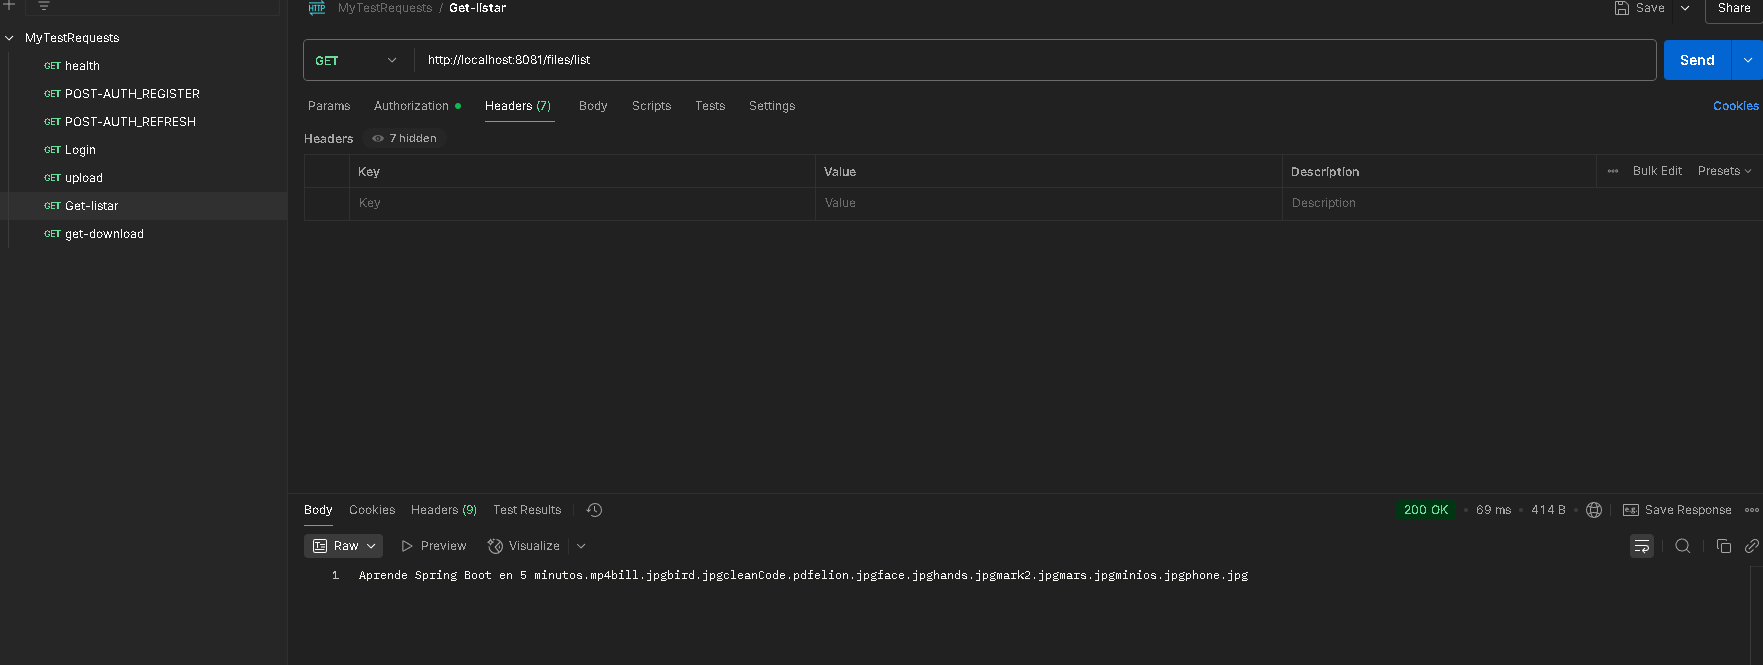 MyTestRequests / Get-listar
Save
Share
MyTestRequests
GET health
GET POST-AUTH_REGISTER
GET POST-AUTH_REFRESH
GET Login
GET upload
GET Get-listar
GET get-download
GET http://localhost:8081/files/list
Send
Params Authorization Headers (7) Body Scripts Tests Settings
Cookies
Headers 7 hidden
Key Value Description Bulk Edit Presets
Key Value Description
Body Cookies Headers (9) Test Results
200 OK 69 ms 414 B Save Response
Raw Preview Visualize
1 Aprende Spring Boot en 5 minutos.mp4bill.jpgbird.jpgcleanCode.pdfelion.jpgface.jpghands.jpgmark2.jpgmars.jpgminios.jpgphone.jpg